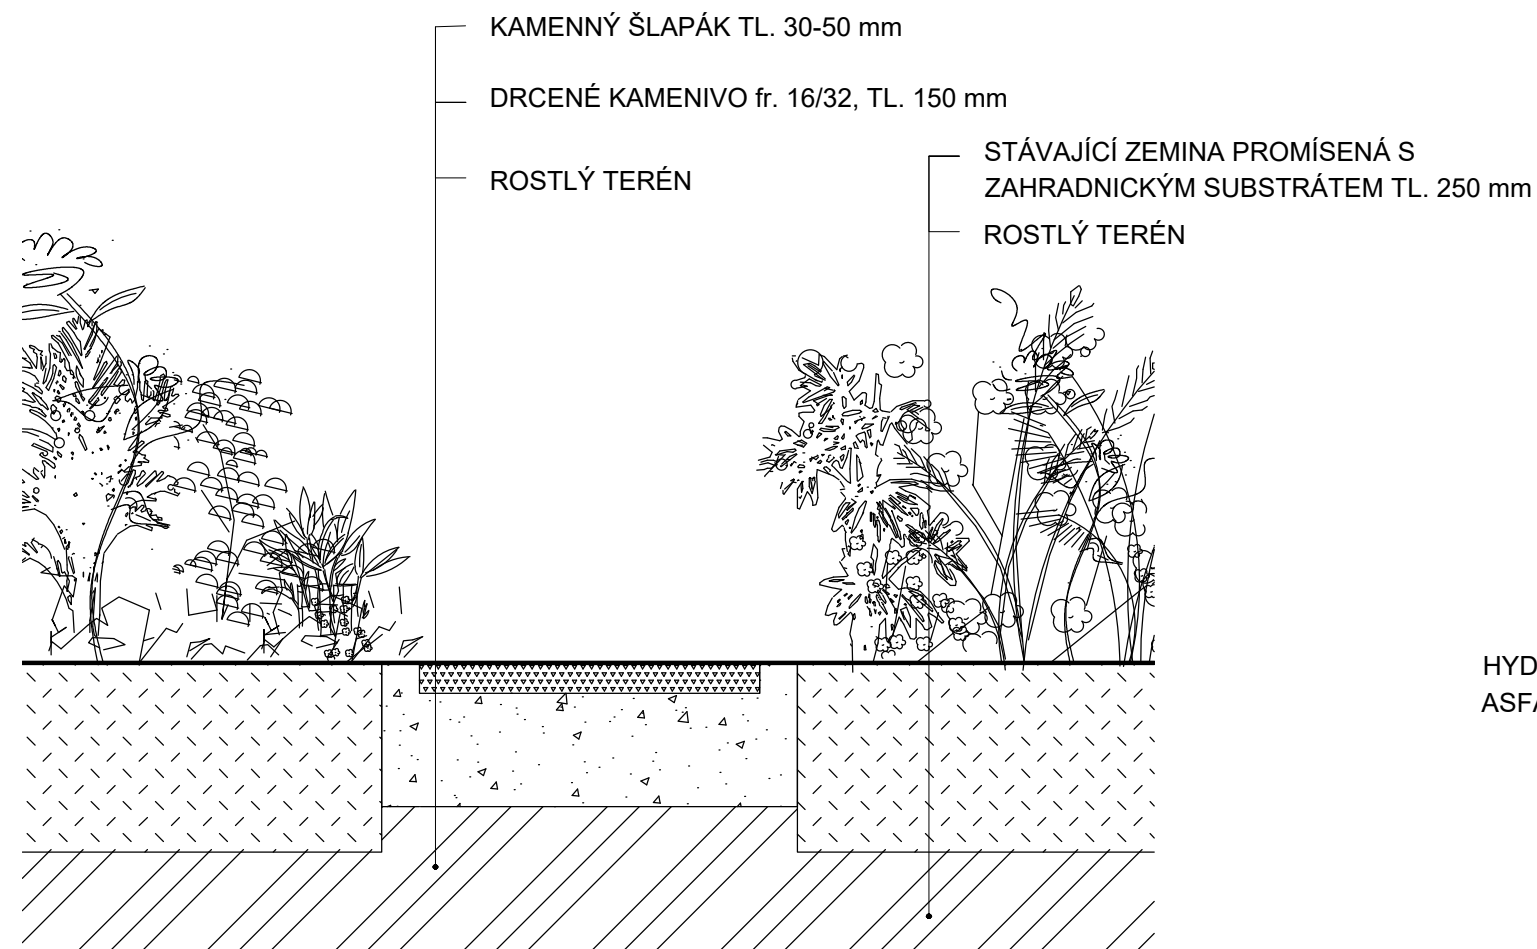 KAMENNÝ ŠLAPÁK TL. 30-50 mm
DRCENÉ KAMENIVO fr. 16/32, TL. 150 mm
ROSTLÝ TERÉN
STÁVAJÍCÍ ZEMINA PROMÍSENÁ S
ZAHRADNICKÝM SUBSTRÁTEM TL. 250 mm
ROSTLÝ TERÉN
HYD
ASFA